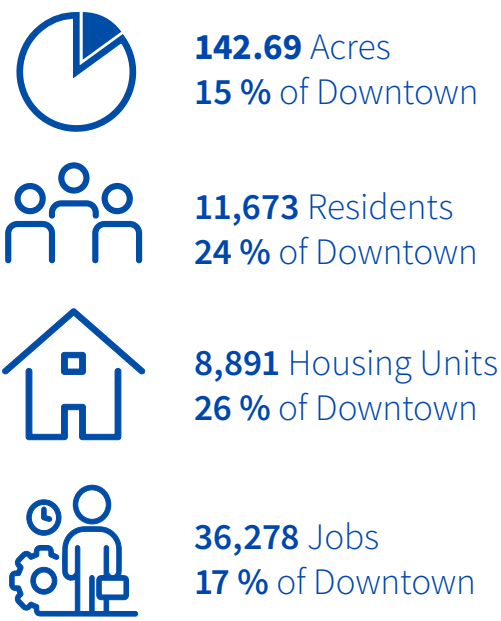 142.69 Acres
15 % of Downtown
11,673 Residents
24 % of Downtown
8,891 Housing Units
26 % of Downtown
36,278 Jobs
17 % of Downtown